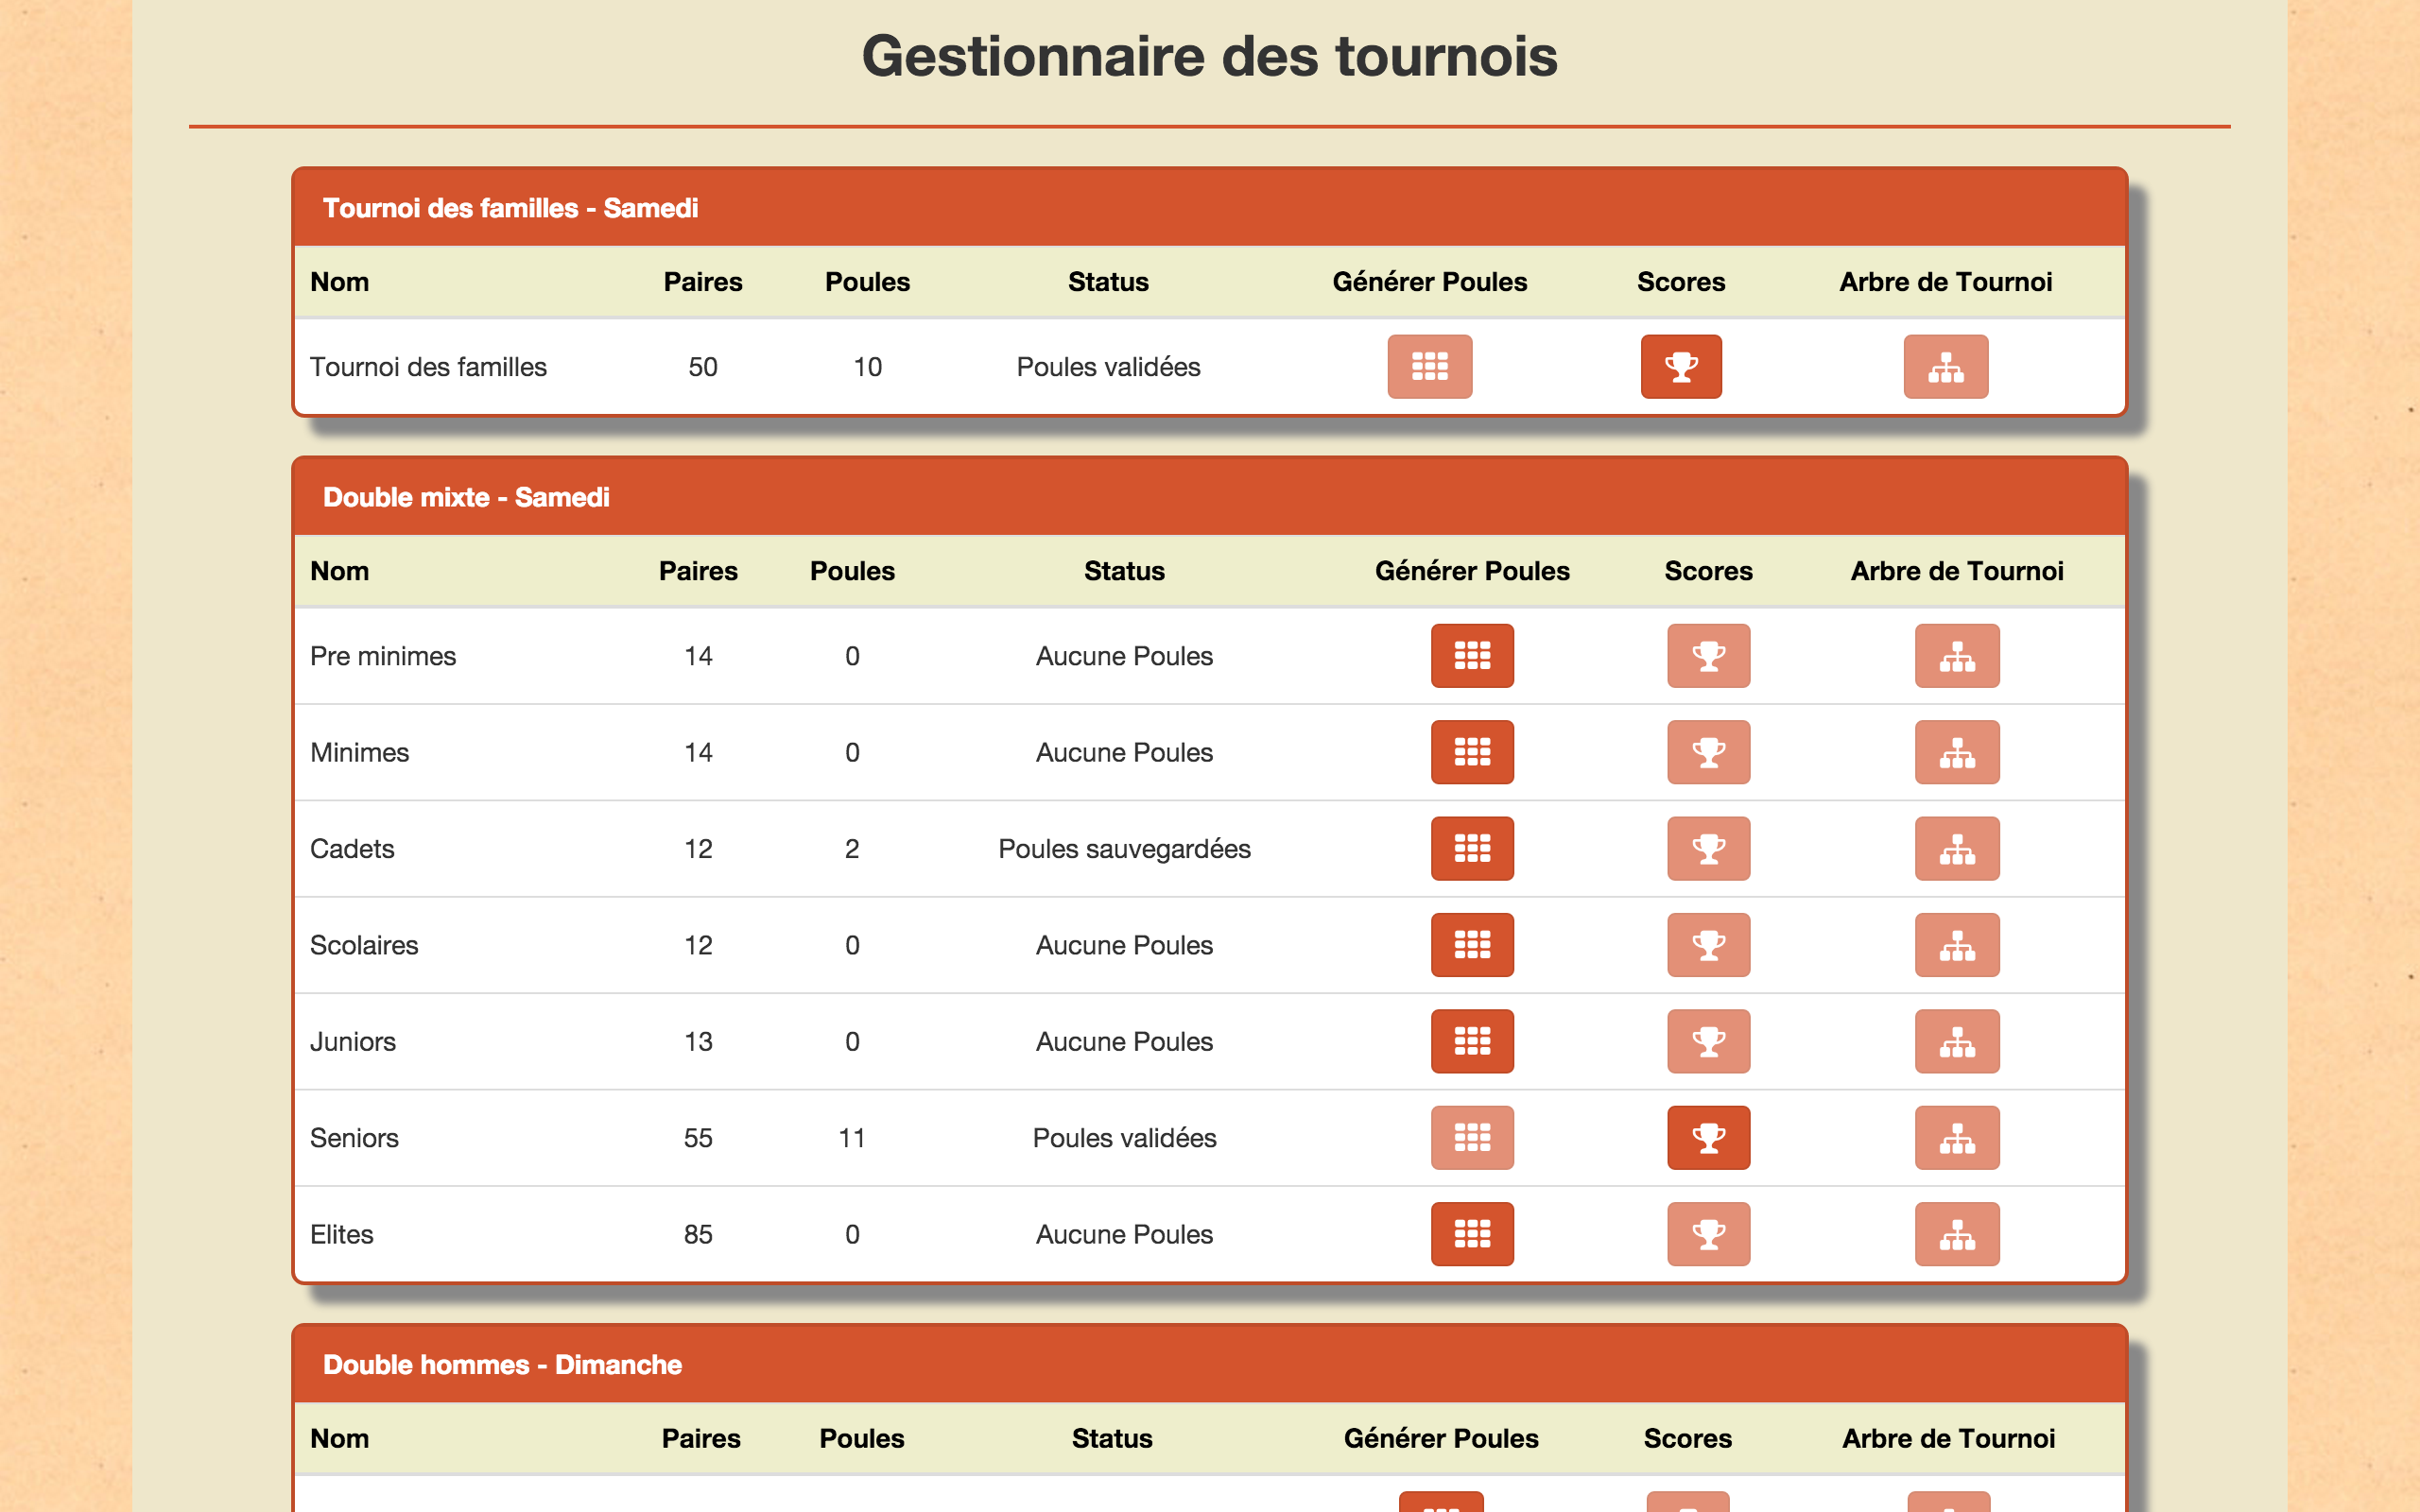 Gestionnaire des tournois
Tournoi des familles - Samedi
Nom Paires Poules Status Générer Poules Scores Arbre de Tournoi
Tournoi des familles 50 10 Poules validées
Double mixte - Samedi
Nom Paires Poules Status Générer Poules Scores Arbre de Tournoi
Pre minimes 14 0 Aucune Poules
Minimes 14 0 Aucune Poules
Cadets 12 2 Poules sauvegardées
Scolaires 12 0 Aucune Poules
Juniors 13 0 Aucune Poules
Seniors 55 11 Poules validées
Elites 85 0 Aucune Poules
Double hommes - Dimanche
Nom Paires Poules Status Générer Poules Scores Arbre de Tournoi